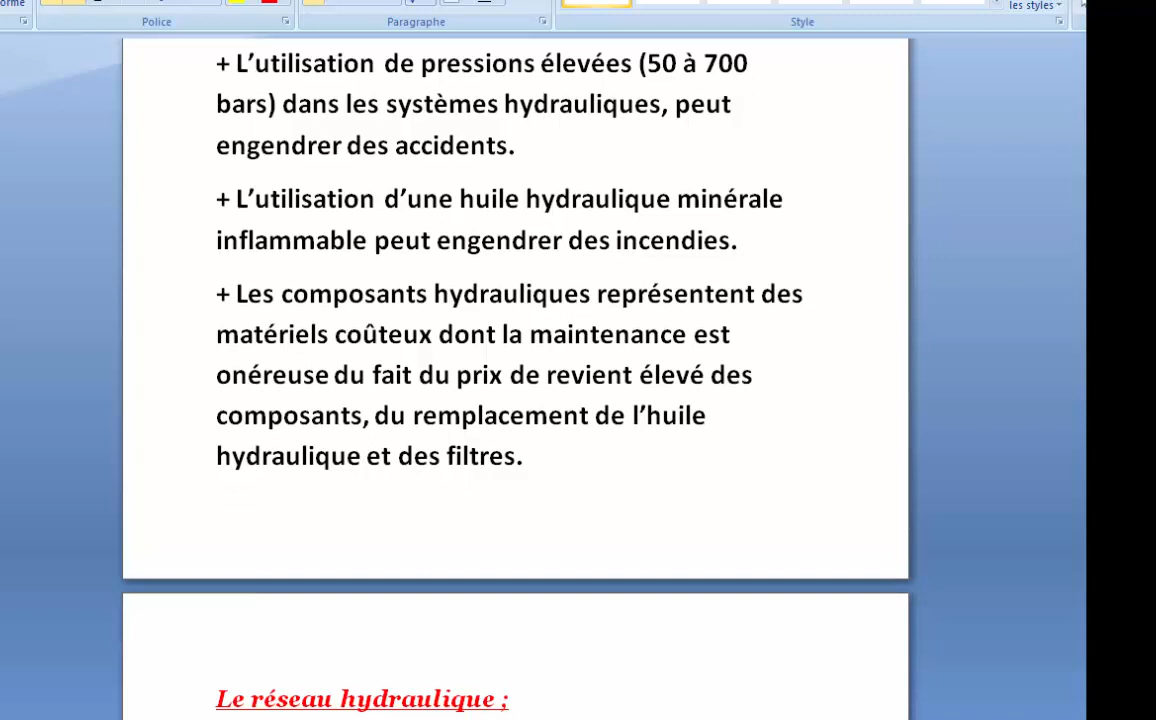 orme
les styles
Police
Paragraphe
Style
+ L’utilisation de pressions élevées (50 à 700
bars) dans les systèmes hydrauliques, peut
engendrer des accidents.
+ L’utilisation d’une huile hydraulique minérale
inflammable peut engendrer des incendies.
+ Les composants hydrauliques représentent des
matériels coûteux dont la maintenance est
onéreuse du fait du prix de revient élevé des
composants, du remplacement de l’huile
hydraulique et des filtres.
Le réseau hydraulique ;